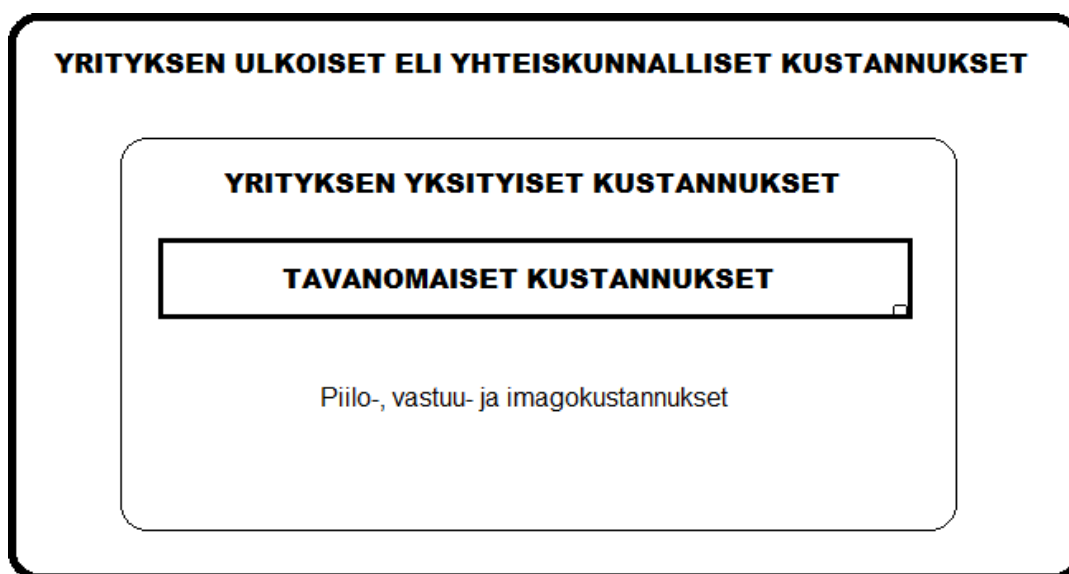 YRITYKSEN ULKOISET ELI YHTEISKUNNALLISET KUSTANNUKSET
YRITYKSEN YKSITYISET KUSTANNUKSET
TAVANOMAISET KUSTANNUKSET
Piilo-, vastuu- ja imagokustannukset